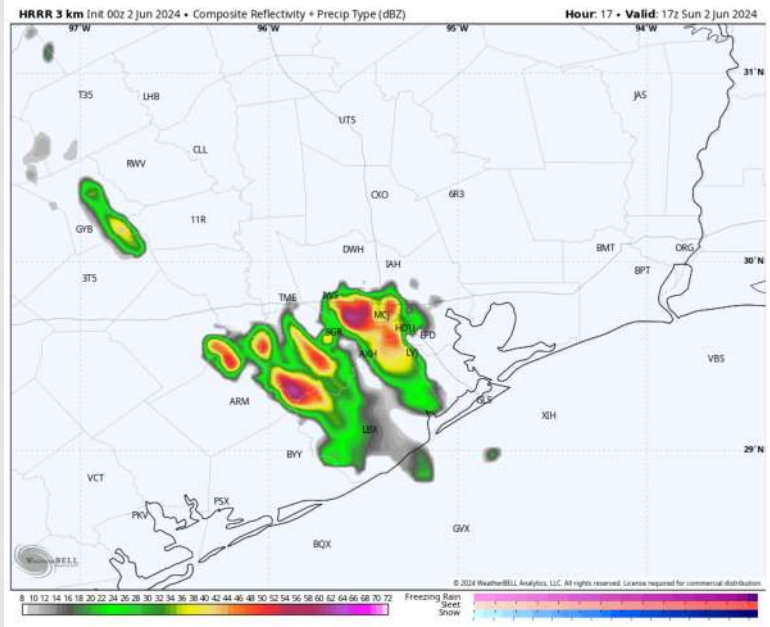 HRRR 3 km Init 00z 2 Jun 2024 • Composite Reflectivity + Precip Type (dBZ) Hour: 17 • Valid: 17z Sun 2 Jun 2024
97°W 96°W 95°W 94°W
31°N
T35 LHB JAS
UTS
CLL
RWV
CXO 6R3
11R
GYB
DWH BMT ORG
IAH 30°N
3T5 BPT
TME IWS
MCJ
SGR HOU EFD
AXH LVJ VBS
ARM GLS
XIH
LBX
BYY 29°N
VCT
PSX
PKV
GVX
BQX
WeatherBELL
© 2024 WeatherBELL Analytics, LLC. All rights reserved. License required for commercial distribution.
8 10 12 14 16 18 20 22 24 26 28 30 32 34 36 38 40 42 44 46 48 50 52 54 56 58 60 62 64 66 68 70 72
Freezing Rain
Sleet
Snow